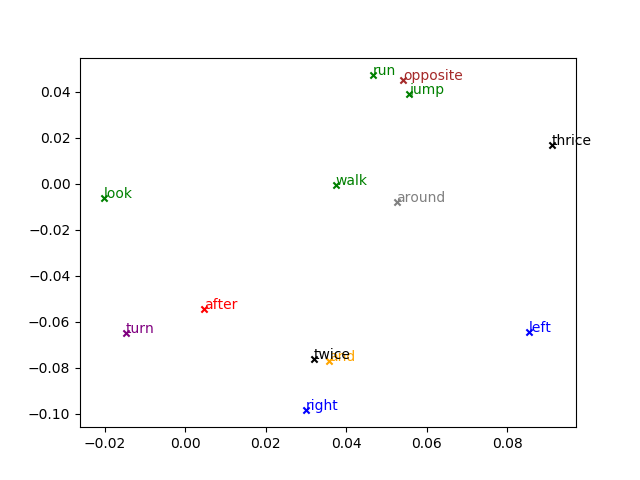 run
opposite
jump
0.04
thrice
0.02
walk
0.00
look
around
−0.02
−0.04
after
turn
left
−0.06
twice
and
−0.08
right
−0.10
−0.02 0.00 0.02 0.04 0.06 0.08